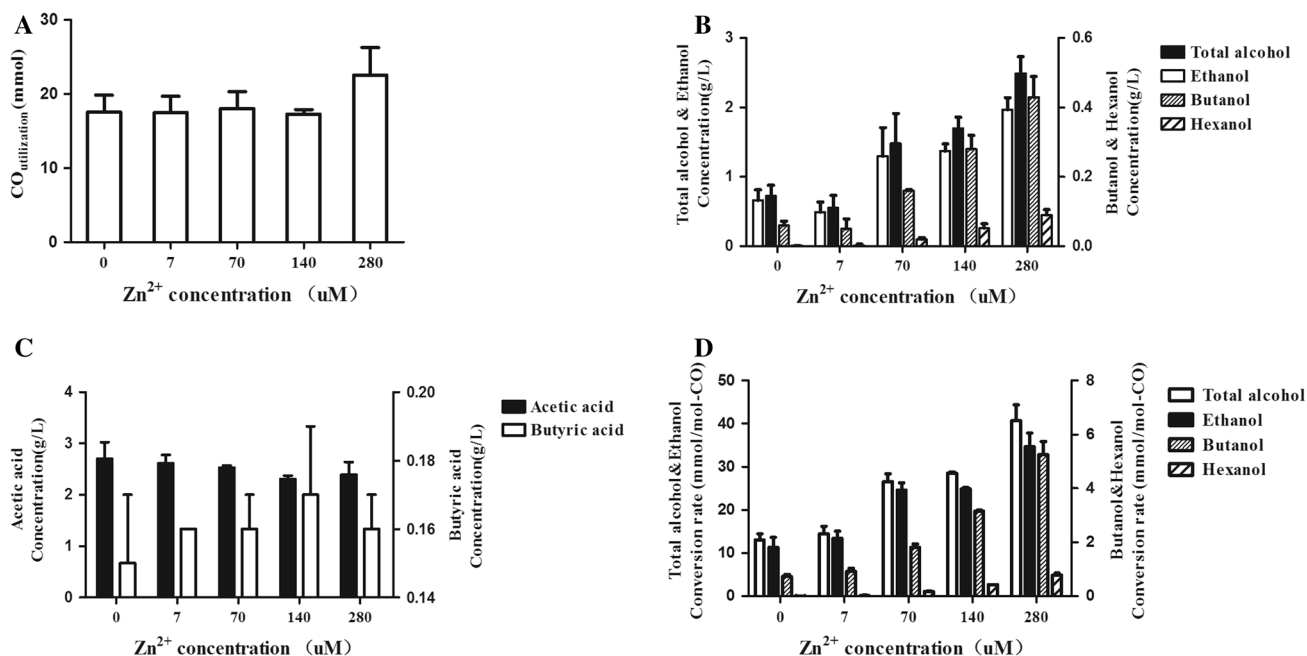 A
CO utilization (mmol)
30
20
10
0
0 7 70 140 280
Zn2+ concentration （uM）
B
Total alcohol & Ethanol
Concentration(g/L)
3
2
1
0
0.6
0.4
0.2
0.0
Butanol & Hexanol
Concentration(g/L)
0 7 70 140 280
Zn2+ concentration （uM）
Total alcohol
Ethanol
Butanol
Hexanol
C
Acetic acid
Concentration(g/L)
4
3
2
1
0
0.20
0.18
0.16
0.14
Butyric acid
Concentration(g/L)
0 7 70 140 280
Zn2+ concentration （uM）
Acetic acid
Butyric acid
D
Total alcohol&Ethanol
Conversion rate (mmol/mol-CO)
50
40
30
20
10
0
8
6
4
2
0
Butanol&Hexanol
Conversion rate (mmol/mol-CO)
0 7 70 140 280
Zn2+ concentration （uM）
Total alcohol
Ethanol
Butanol
Hexanol